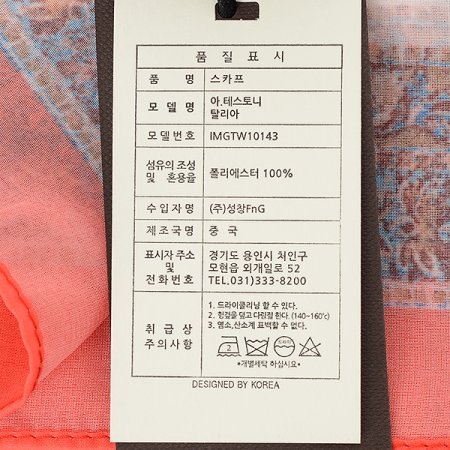 품 질 표 시
품 명 스카프
모 델 명 아.테스토니
탈리아
모 델 번 호 IMGTW10143
섬유의 조성
및 혼용율 폴리에스터 100%
수 입 자 명 (주)성창FnG
제 조 국 명 중 국
표시자 주소 경기도 용인시 처인구
및 모현읍 외개일로 52
전 화 번 호 TEL.031)333-8200
취 급 상
주 의 사 항
1. 드라이클리닝 할 수 있다.
2. 헝겊을 덮고 다림질 한다. (140~160℃)
3. 염소,산소계 표백할 수 없다.
2 드라이
*개별세탁 하십시요*
DESIGNED BY KOREA